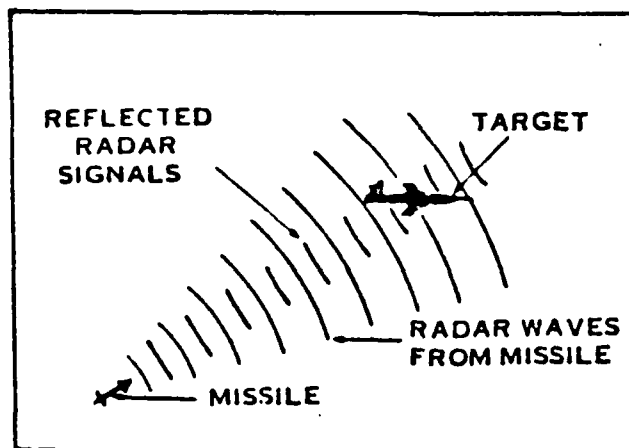 REFLECTED
RADAR
SIGNALS
TARGET
RADAR WAVES
FROM MISSILE
MISSILE